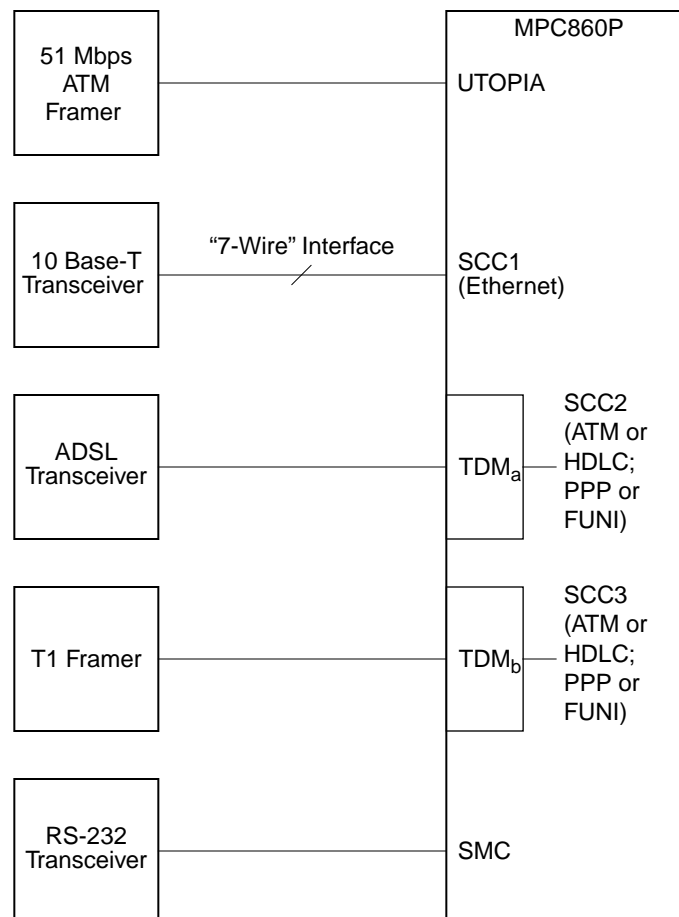 MPC860P
51 Mbps
ATM
Framer
UTOPIA
10 Base-T
Transceiver
“7-Wire” Interface
SCC1
(Ethernet)
ADSL
Transceiver
TDMa
SCC2
(ATM or
HDLC;
PPP or
FUNI)
T1 Framer
TDMb
SCC3
(ATM or
HDLC;
PPP or
FUNI)
RS-232
Transceiver
SMC